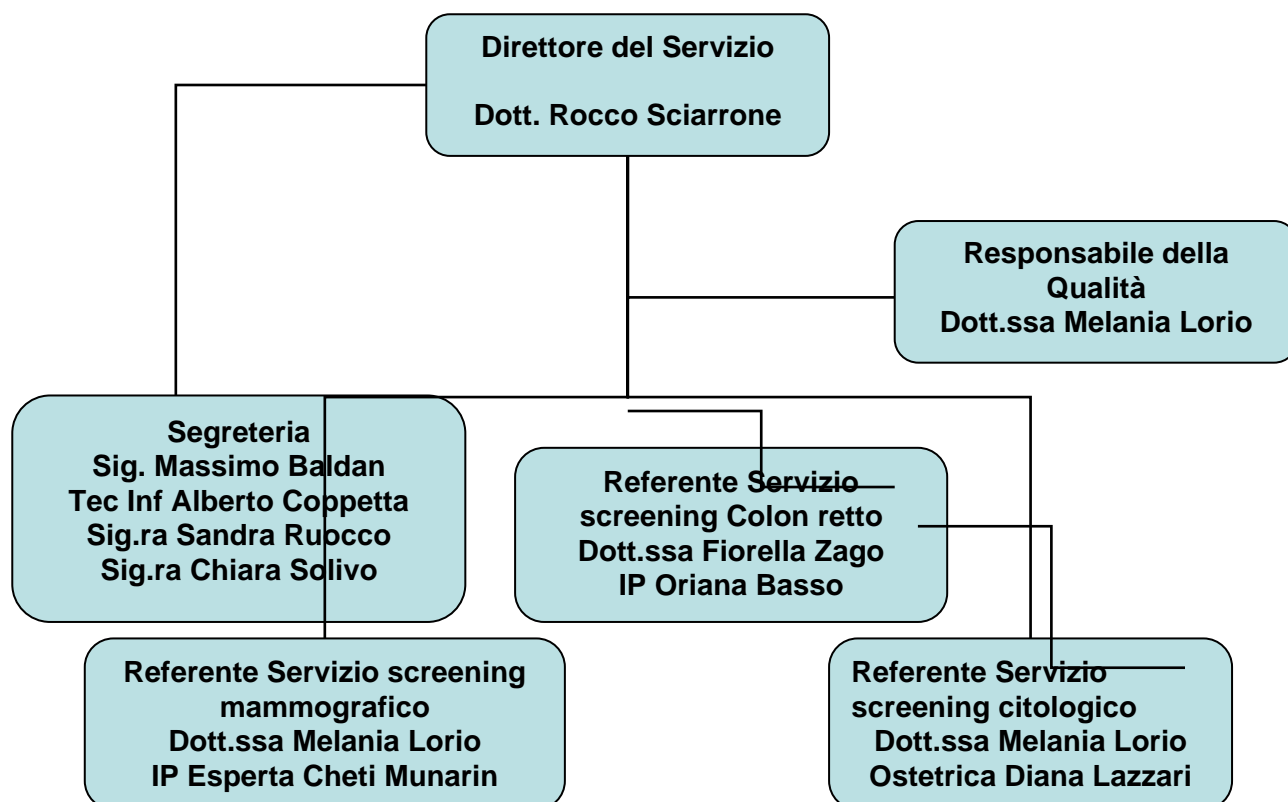 Direttore del Servizio
Dott. Rocco Sciarrone
Responsabile della
Qualità
Dott.ssa Melania Lorio
Segreteria
Sig. Massimo Baldan
Tec Inf Alberto Coppetta
Sig.ra Sandra Ruocco
Sig.ra Chiara Solivo
Referente Servizio
screening Colon retto
Dott.ssa Fiorella Zago
IP Oriana Basso
Referente Servizio screening
mammografico
Dott.ssa Melania Lorio
IP Esperta Cheti Munarin
Referente Servizio
screening citologico
Dott.ssa Melania Lorio
Ostetrica Diana Lazzari